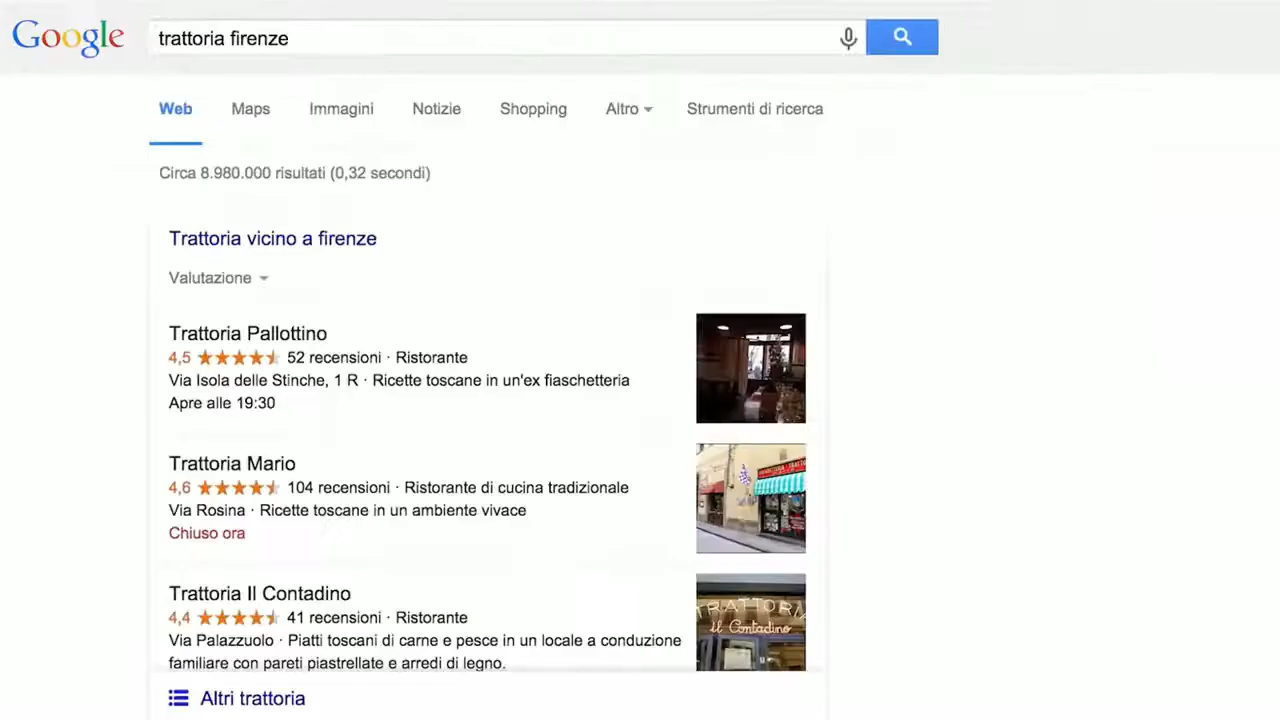 Google
trattoria firenze
Web Maps Immagini Notizie Shopping Altro Strumenti di ricerca
Circa 8.980.000 risultati (0,32 secondi)
Trattoria vicino a firenze
Valutazione
Trattoria Pallottino
4,5 52 recensioni · Ristorante
Via Isola delle Stinche, 1 R · Ricette toscane in un'ex fiaschetteria
Apre alle 19:30
Trattoria Mario
4,6 104 recensioni · Ristorante di cucina tradizionale
Via Rosina · Ricette toscane in un ambiente vivace
Chiuso ora
Trattoria Il Contadino
4,4 41 recensioni · Ristorante
Via Palazzuolo · Piatti toscani di carne e pesce in un locale a conduzione
familiare con pareti piastrellate e arredi di legno.
TRATTORIA
il Contadino
Altri trattoria